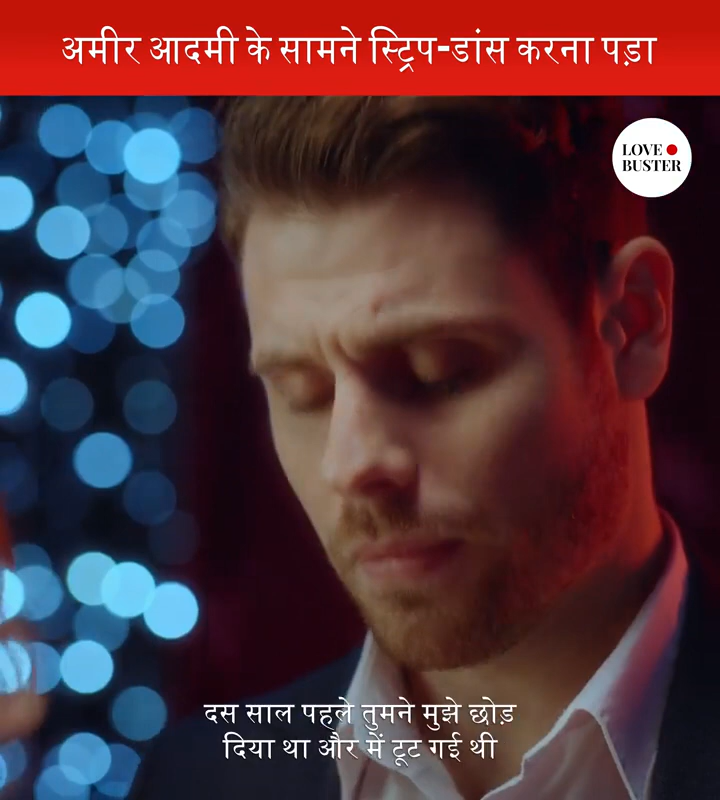 अमीर आदमी के सामने स्ट्रिप-डांस करना पड़ा
LOVE
BUSTER
दस साल पहले तुमने मुझे छोड़
दिया था और में टूट गई थी